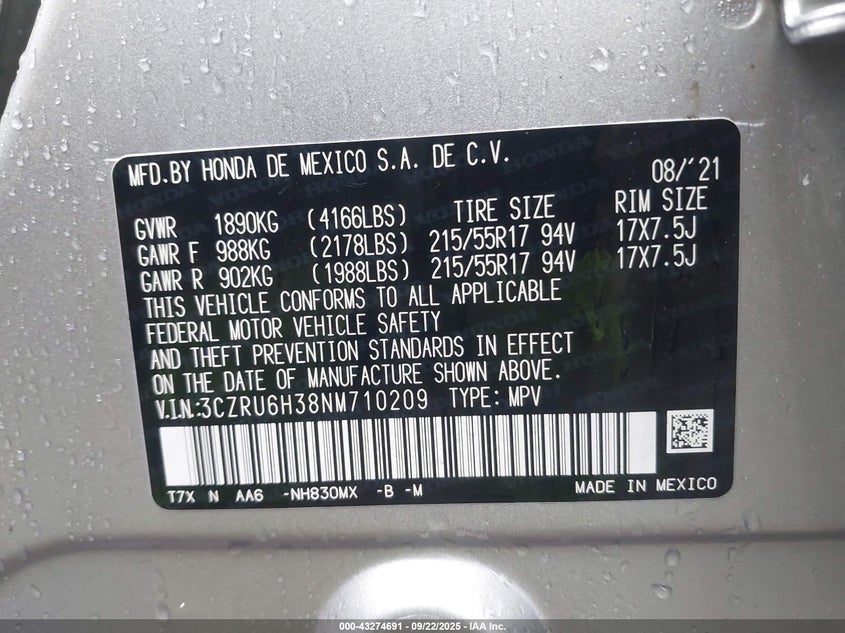 MFD.BY HONDA DE MEXICO S.A. DE C.V. 08/'21
GVWR 1890KG (4166LBS) TIRE SIZE RIM SIZE
GAWR F 988KG (2178LBS) 215/55R17 94V 17X7.5J
GAWR R 902KG (1988LBS) 215/55R17 94V 17X7.5J
THIS VEHICLE CONFORMS TO ALL APPLICABLE
FEDERAL MOTOR VEHICLE SAFETY
AND THEFT PREVENTION STANDARDS IN EFFECT
ON THE DATE OF MANUFACTURE SHOWN ABOVE.
V.I.N.:3CZRU6H38NM710209 TYPE: MPV
T7X N AA6 -NH830MX -B -M MADE IN MEXICO
000-43274691 - 09/22/2025 - IAA Inc.